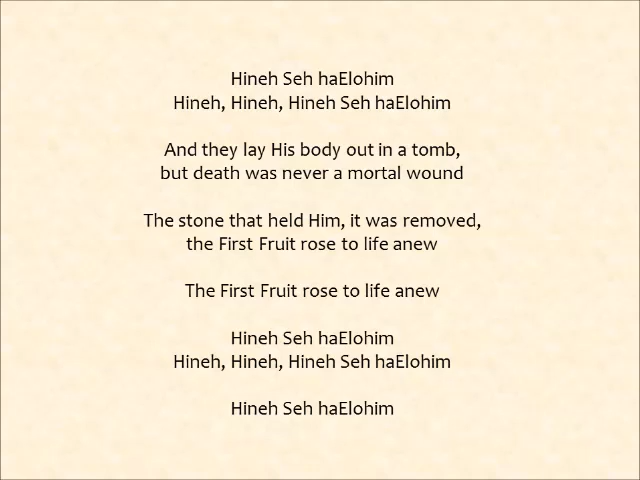 Hineh Seh haElohim
Hineh, Hineh, Hineh Seh haElohim
And they lay His body out in a tomb,
but death was never a mortal wound
The stone that held Him, it was removed,
the First Fruit rose to life anew
The First Fruit rose to life anew
Hineh Seh haElohim
Hineh, Hineh, Hineh Seh haElohim
Hineh Seh haElohim